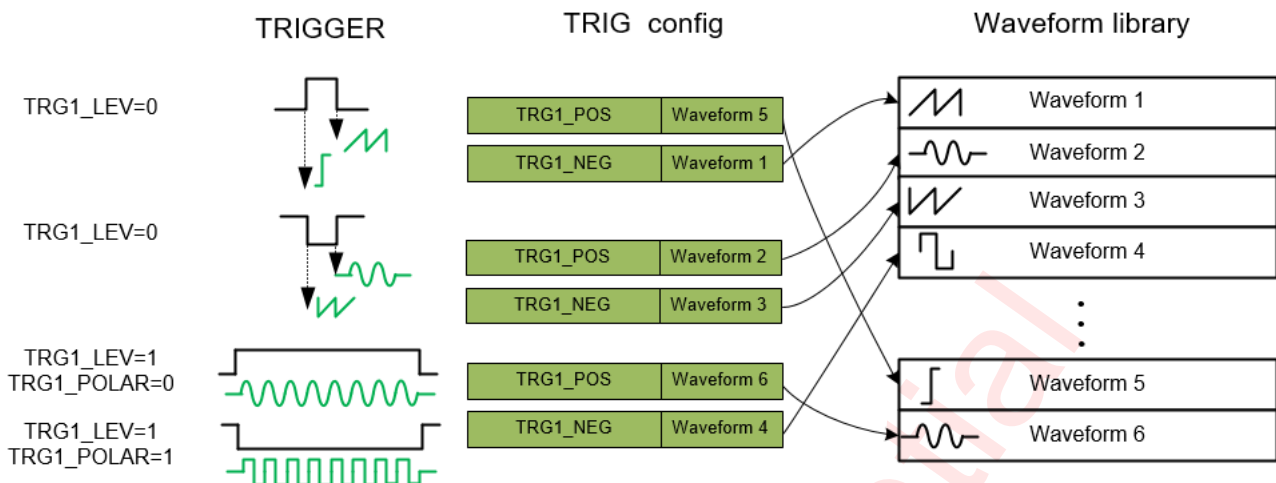 TRIGGER
TRIG config
Waveform library
TRG1_LEV=0
TRG1_POS
Waveform 5
TRG1_NEG
Waveform 1
Waveform 1
Waveform 2
Waveform 3
Waveform 4
TRG1_LEV=0
TRG1_POS
Waveform 2
TRG1_NEG
Waveform 3
TRG1_LEV=1
TRG1_POLAR=0
TRG1_POS
Waveform 6
TRG1_NEG
Waveform 4
Waveform 5
Waveform 6
TRG1_LEV=1
TRG1_POLAR=1